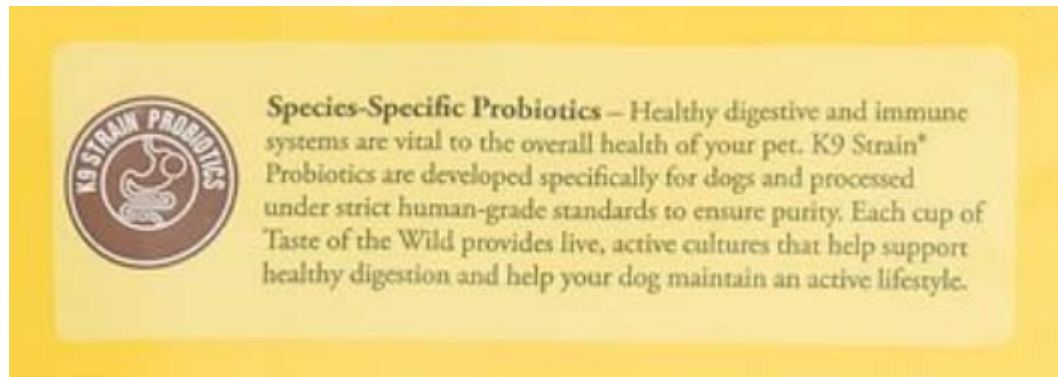 K9 STRAIN PROBIOTICS
Species-Specific Probiotics – Healthy digestive and immune
systems are vital to the overall health of your pet. K9 Strain®
Probiotics are developed specifically for dogs and processed
under strict human-grade standards to ensure purity. Each cup of
Taste of the Wild provides live, active cultures that help support
healthy digestion and help your dog maintain an active lifestyle.